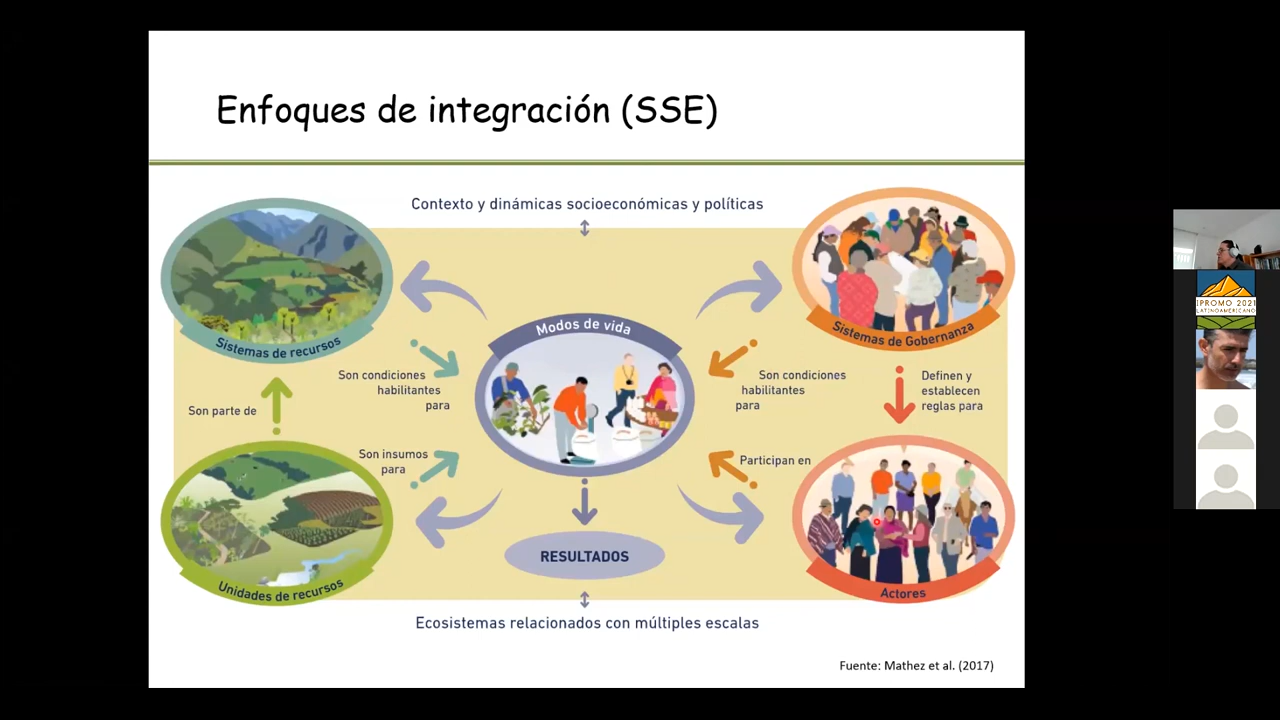 Enfoques de integración (SSE)
Contexto y dinámicas socioeconómicas y políticas
Sistemas de recursos
Modos de vida
Sistemas de Gobernanza
Son condiciones
habilitantes
para
Son condiciones
habilitantes
para
Definen y
establecen
reglas para
Son parte de
Son insumos
para
Participan en
RESULTADOS
Unidades de recursos
Actores
Ecosistemas relacionados con múltiples escalas
Fuente: Mathez et al. (2017)
IPROMO 2021
LATINOAMERICANO